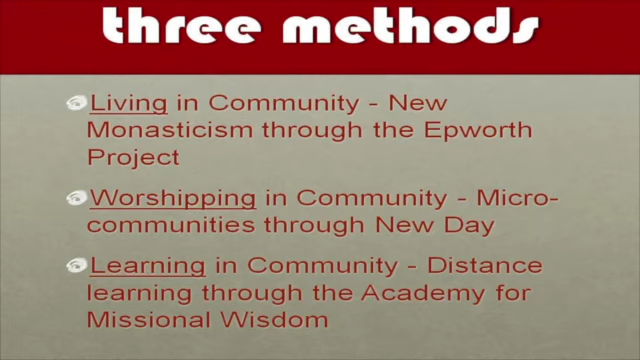 three methods
Living in Community - New
Monasticism through the Epworth
Project
Worshipping in Community - Micro-
communities through New Day
Learning in Community - Distance
learning through the Academy for
Missional Wisdom